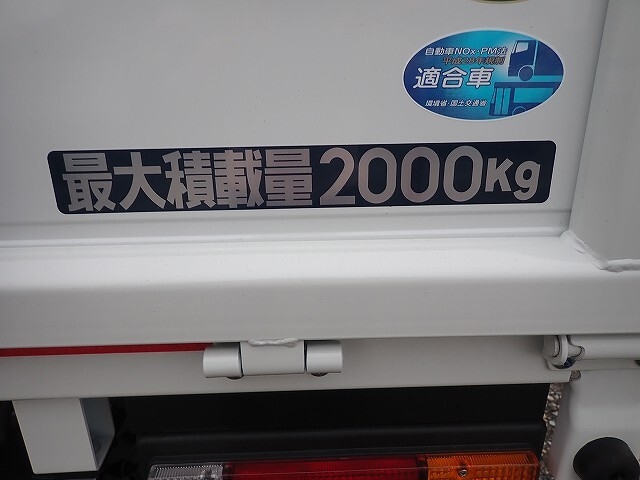 自動車NOx・PM法
適合車
環境省・国土交通省
最大積載量2000Kg